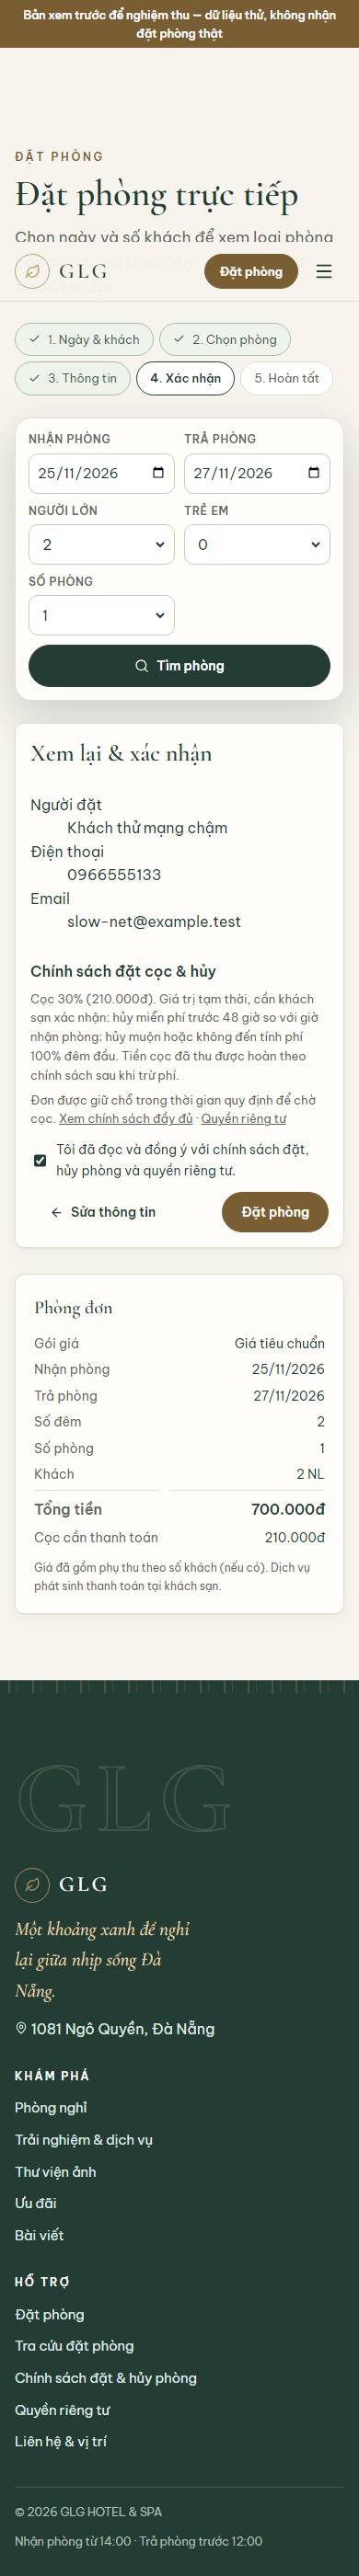 Bản xem trước để nghiệm thu — dữ liệu thử, không nhận
đặt phòng thật
ĐẶT PHÒNG
Đặt phòng trực tiếp
Chọn ngày và số khách để xem loại phòng
GLG
Đặt phòng
1. Ngày & khách
2. Chọn phòng
3. Thông tin
4. Xác nhận
5. Hoàn tất
NHẬN PHÒNG
TRẢ PHÒNG
25/11/2026
27/11/2026
NGƯỜI LỚN
TRẺ EM
2
0
SỐ PHÒNG
1
Tìm phòng
Xem lại & xác nhận
Người đặt
Khách thử mạng chậm
Điện thoại
0966555133
Email
slow-net@example.test
Chính sách đặt cọc & hủy
Cọc 30% (210.000đ). Giá trị tạm thời, cần khách
sạn xác nhận: hủy miễn phí trước 48 giờ so với giờ
nhận phòng; hủy muộn hoặc không đến tính phí
100% đêm đầu. Tiền cọc đã thu được hoàn theo
chính sách sau khi trừ phí.
Đơn được giữ chỗ trong thời gian quy định để chờ
cọc. Xem chính sách đầy đủ · Quyền riêng tư
Tôi đã đọc và đồng ý với chính sách đặt,
hủy phòng và quyền riêng tư.
Sửa thông tin
Đặt phòng
Phòng đơn
Gói giá
Giá tiêu chuẩn
Nhận phòng
25/11/2026
Trả phòng
27/11/2026
Số đêm
2
Số phòng
1
Khách
2 NL
Tổng tiền
700.000đ
Cọc cần thanh toán
210.000đ
Giá đã gồm phụ thu theo số khách (nếu có). Dịch vụ
phát sinh thanh toán tại khách sạn.
GLG
GLG
Một khoảng xanh để nghỉ
lại giữa nhịp sống Đà
Nẵng.
1081 Ngô Quyền, Đà Nẵng
KHÁM PHÁ
Phòng nghỉ
Trải nghiệm & dịch vụ
Thư viện ảnh
Ưu đãi
Bài viết
HỖ TRỢ
Đặt phòng
Tra cứu đặt phòng
Chính sách đặt & hủy phòng
Quyền riêng tư
Liên hệ & vị trí
© 2026 GLG HOTEL & SPA
Nhận phòng từ 14:00 · Trả phòng trước 12:00